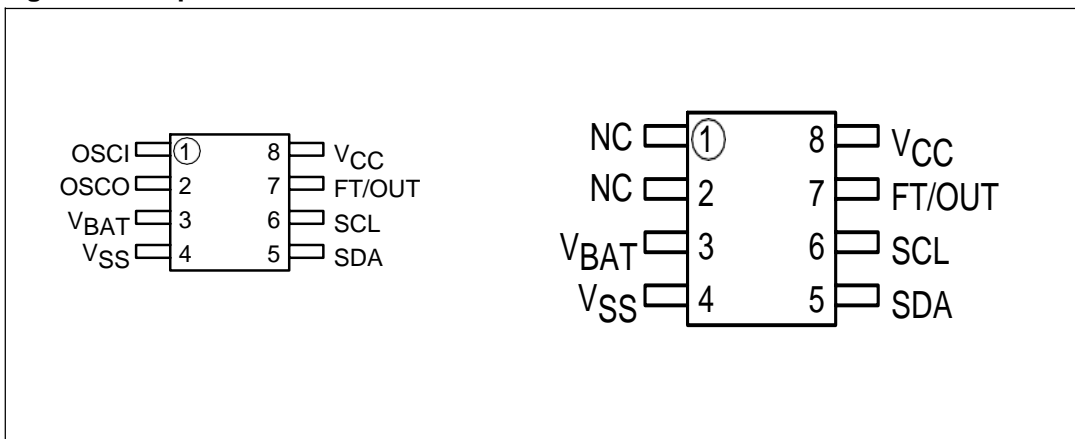 OSCI 1 8 VCC
OSCO 2 7 FT/OUT
VBAT 3 6 SCL
VSS 4 5 SDA
NC 1 8 VCC
NC 2 7 FT/OUT
VBAT 3 6 SCL
VSS 4 5 SDA